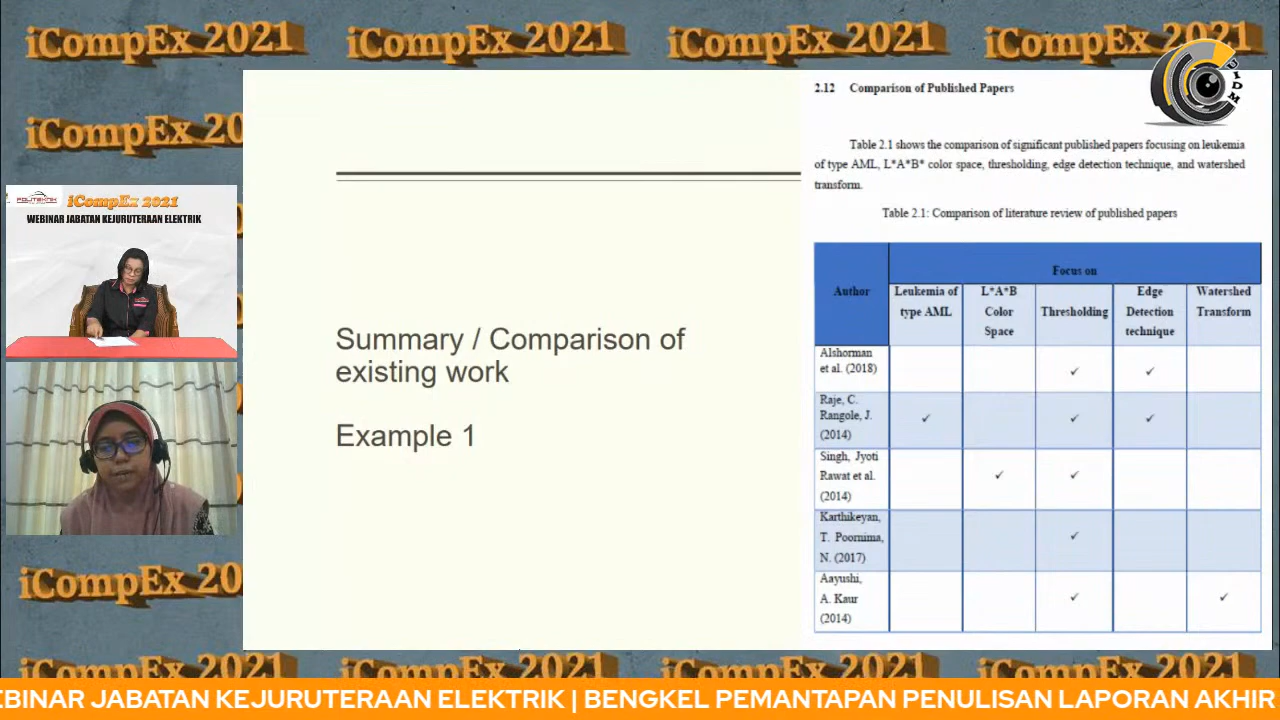 iCompEx 2021 iCompEx 2021 iCompEx 2021 iCompEx 2021
iCompEx 20
UIDM
POLITEKNIK iCompEx 2021
WEBINAR JABATAN KEJURUTERAAN ELEKTRIK
Summary / Comparison of
existing work
Example 1
2.12 Comparison of Published Papers
Table 2.1 shows the comparison of significant published papers focusing on leukemia
of type AML, L*A*B* color space, thresholding, edge detection technique, and watershed
transform.
Table 2.1: Comparison of literature review of published papers
Author
Focus on
Leukemia of
type AML
L*A*B
Color
Space
Thresholding
Edge
Detection
technique
Watershed
Transform
Alshorman
et al. (2018)
✓ ✓
Raje, C.
Rangole, J.
(2014)
✓ ✓ ✓
Singh, Jyoti
Rawat et al.
(2014)
✓ ✓
Karthikeyan,
T. Poornima,
N. (2017)
✓
Aayushi,
A. Kaur
(2014)
✓ ✓
iCompEx 20
iCompEx 2021 iCompEx 2021 iCompEx 2021 iCompEx 2021
EBINAR JABATAN KEJURUTERAAN ELEKTRIK | BENGKEL PEMANTAPAN PENULISAN LAPORAN AKHIR